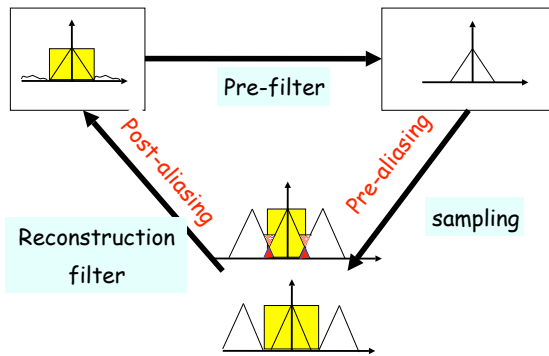 Pre-filter
Post-aliasing
Pre-aliasing
sampling
Reconstruction
filter